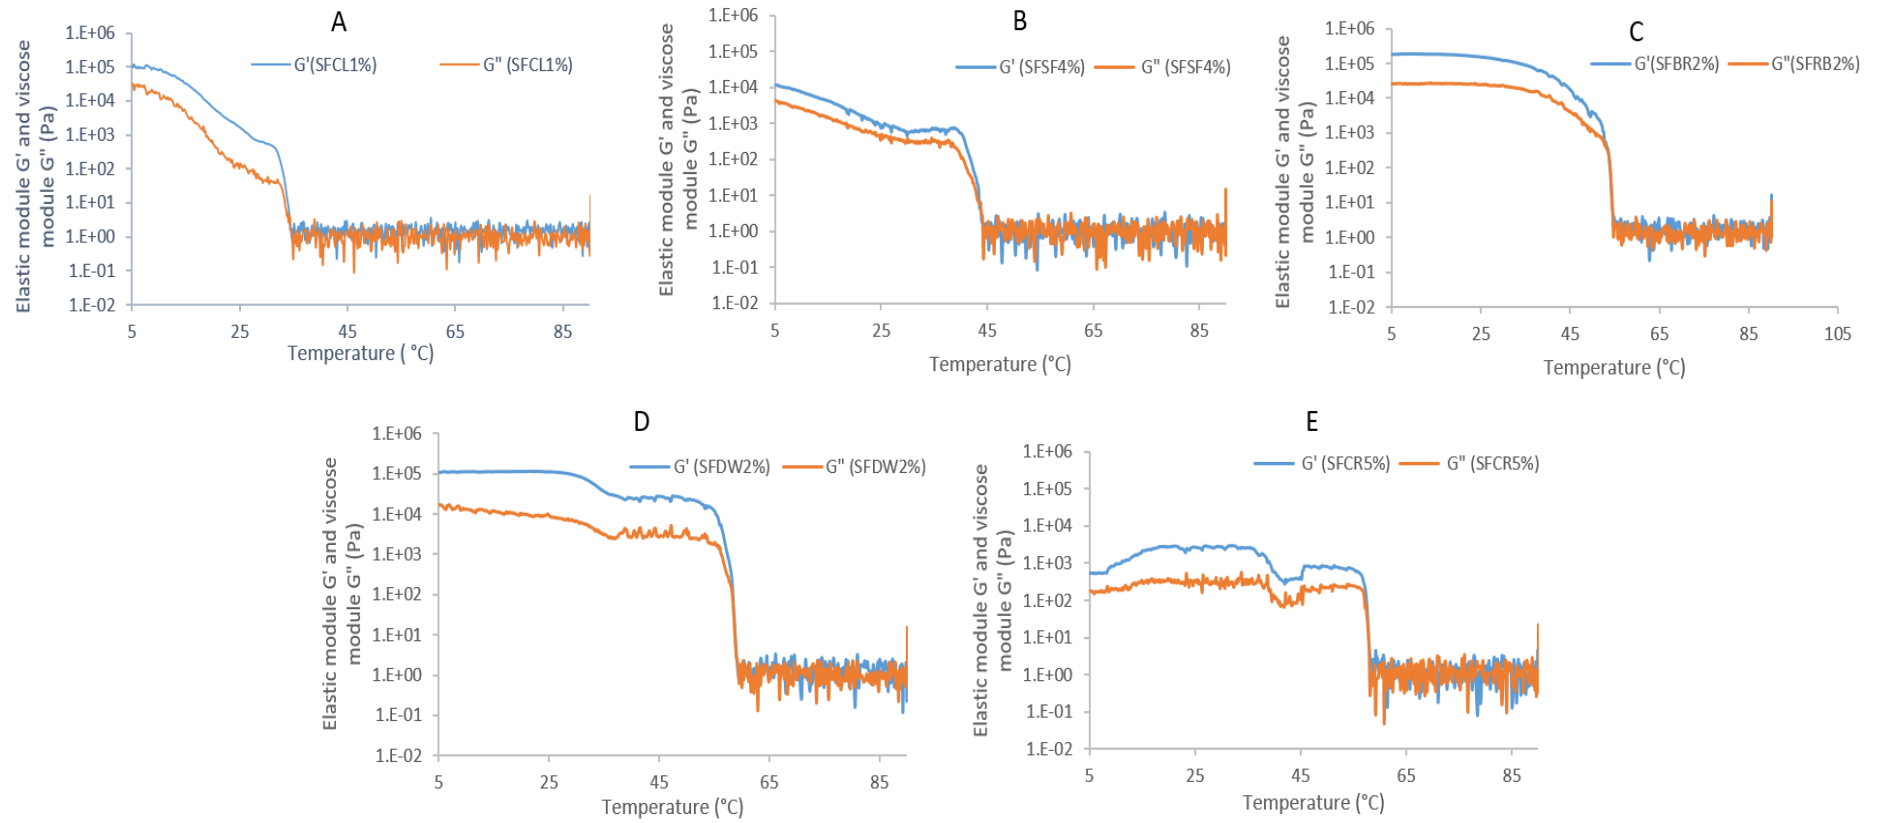 A
Elastic module G' and viscose
module G" (Pa)
1.E+06
1.E+05
1.E+04
1.E+03
1.E+02
1.E+01
1.E+00
1.E-01
1.E-02
G'(SFCL1%) G" (SFCL1%)
5 25 45 65 85
Temperature ( °C)
B
Elastic module G' and viscose
module G" (Pa)
1.E+06
1.E+05
1.E+04
1.E+03
1.E+02
1.E+01
1.E+00
1.E-01
1.E-02
G' (SFSF4%) G" (SFSF4%)
5 25 45 65 85
Temperature (°C)
C
Elastic module G' and viscose
module G" (Pa)
1.E+06
1.E+05
1.E+04
1.E+03
1.E+02
1.E+01
1.E+00
1.E-01
1.E-02
G'(SFBR2%) G"(SFRB2%)
5 25 45 65 85 105
Temperature (°C)
D
Elastic module G' and viscose
module G" (Pa)
1.E+06
1.E+05
1.E+04
1.E+03
1.E+02
1.E+01
1.E+00
1.E-01
1.E-02
G' (SFDW2%) G" (SFDW2%)
5 25 45 65 85
Temperature (°C)
E
Elastic module G' and viscose
module G" (Pa)
1.E+06
1.E+05
1.E+04
1.E+03
1.E+02
1.E+01
1.E+00
1.E-01
1.E-02
G' (SFCR5%) G" (SFCR5%)
5 25 45 65 85
Temperature (°C)